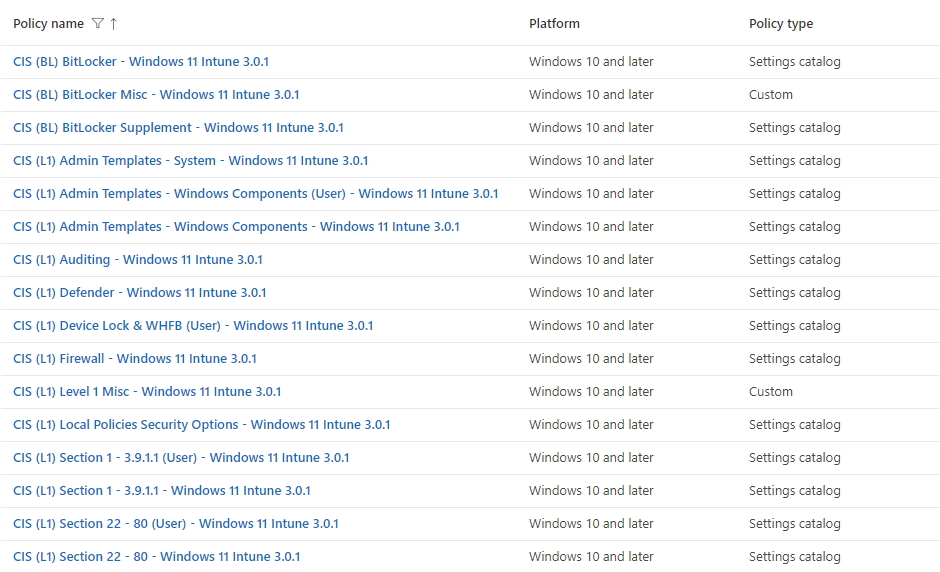 Policy name ↑ Platform Policy type
CIS (BL) BitLocker - Windows 11 Intune 3.0.1 Windows 10 and later Settings catalog
CIS (BL) BitLocker Misc - Windows 11 Intune 3.0.1 Windows 10 and later Custom
CIS (BL) BitLocker Supplement - Windows 11 Intune 3.0.1 Windows 10 and later Settings catalog
CIS (L1) Admin Templates - System - Windows 11 Intune 3.0.1 Windows 10 and later Settings catalog
CIS (L1) Admin Templates - Windows Components (User) - Windows 11 Intune 3.0.1 Windows 10 and later Settings catalog
CIS (L1) Admin Templates - Windows Components - Windows 11 Intune 3.0.1 Windows 10 and later Settings catalog
CIS (L1) Auditing - Windows 11 Intune 3.0.1 Windows 10 and later Settings catalog
CIS (L1) Defender - Windows 11 Intune 3.0.1 Windows 10 and later Settings catalog
CIS (L1) Device Lock & WHFB (User) - Windows 11 Intune 3.0.1 Windows 10 and later Settings catalog
CIS (L1) Firewall - Windows 11 Intune 3.0.1 Windows 10 and later Settings catalog
CIS (L1) Level 1 Misc - Windows 11 Intune 3.0.1 Windows 10 and later Custom
CIS (L1) Local Policies Security Options - Windows 11 Intune 3.0.1 Windows 10 and later Settings catalog
CIS (L1) Section 1 - 3.9.1.1 (User) - Windows 11 Intune 3.0.1 Windows 10 and later Settings catalog
CIS (L1) Section 1 - 3.9.1.1 - Windows 11 Intune 3.0.1 Windows 10 and later Settings catalog
CIS (L1) Section 22 - 80 (User) - Windows 11 Intune 3.0.1 Windows 10 and later Settings catalog
CIS (L1) Section 22 - 80 - Windows 11 Intune 3.0.1 Windows 10 and later Settings catalog